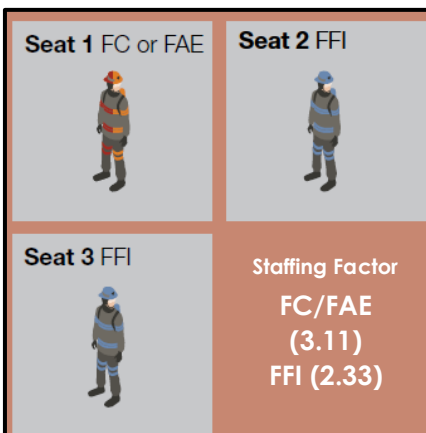 Seat 1 FC or FAE
Seat 2 FFI
Seat 3 FFI
Staffing Factor
FC/FAE
(3.11)
FFI (2.33)